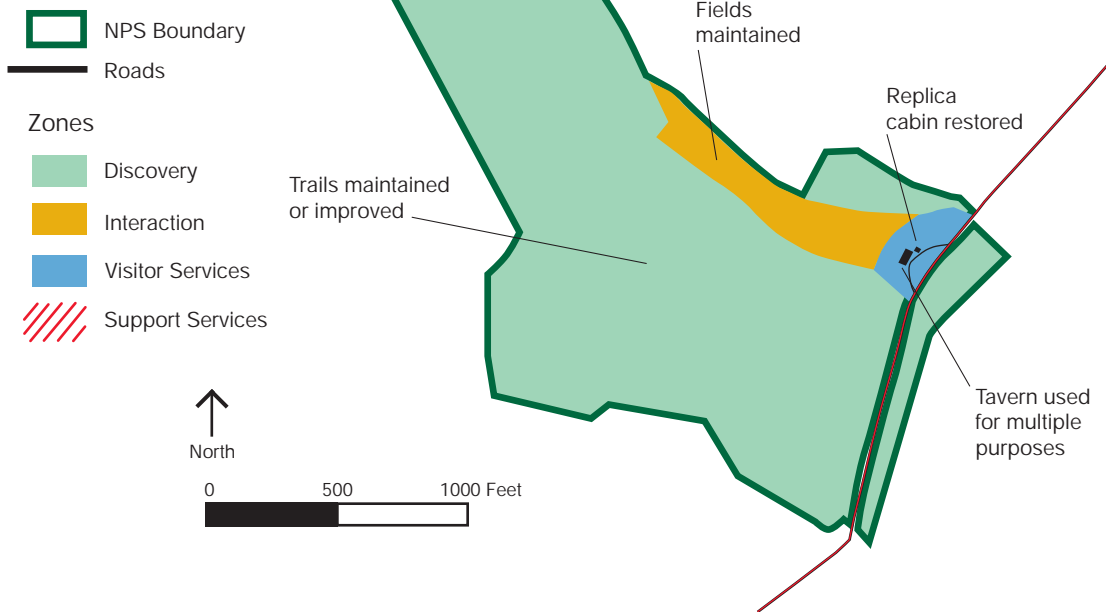 NPS Boundary
Roads
Zones
Discovery
Interaction
Visitor Services
Support Services
North
0 500 1000 Feet
Fields
maintained
Replica
cabin restored
Trails maintained
or improved
Tavern used
for multiple
purposes